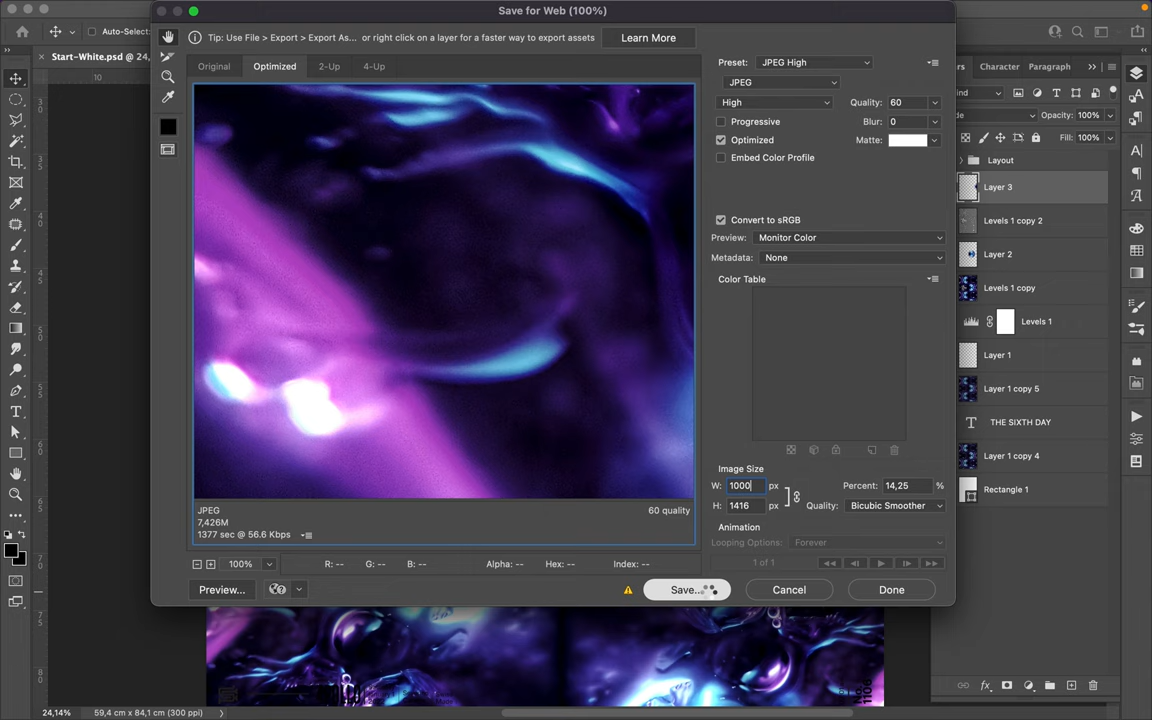 Save for Web (100%)
Auto-Select:
Tip: Use File > Export > Export As... or right click on a layer for a faster way to export assets
Learn More
Start-White.psd @ 24,
Original
Optimized
2-Up
4-Up
Preset:
JPEG High
JPEG
High
Quality:
60
Progressive
Blur:
0
Optimized
Matte:
Embed Color Profile
Convert to sRGB
Preview:
Monitor Color
Metadata:
None
Color Table
Image Size
W:
1000
px
Percent:
14,25
%
H:
1416
px
Quality:
Bicubic Smoother
Animation
Looping Options:
Forever
1 of 1
JPEG
60 quality
7,426M
1377 sec @ 56.6 Kbps
100%
R: --
G: --
B: --
Alpha: --
Hex: --
Index: --
Preview...
Save...
Cancel
Done
Character
Paragraph
Opacity:
100%
Fill:
100%
Layout
Layer 3
Levels 1 copy 2
Layer 2
Levels 1 copy
Levels 1
Layer 1
Layer 1 copy 5
THE SIXTH DAY
Layer 1 copy 4
Rectangle 1
10
24,14%
59,4 cm x 84,1 cm (300 ppi)